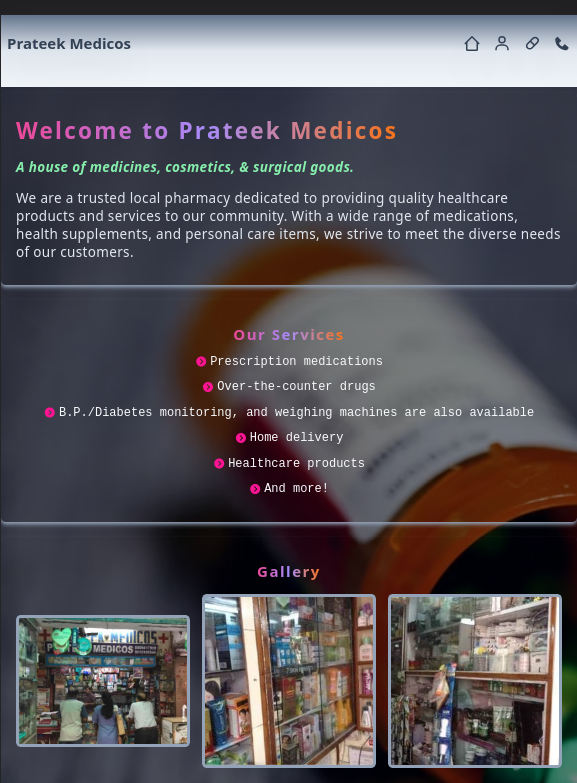 Prateek Medicos
Welcome to Prateek Medicos
A house of medicines, cosmetics, & surgical goods.
We are a trusted local pharmacy dedicated to providing quality healthcare
products and services to our community. With a wide range of medications,
health supplements, and personal care items, we strive to meet the diverse needs
of our customers.
Our Services
Prescription medications
Over-the-counter drugs
B.P./Diabetes monitoring, and weighing machines are also available
Home delivery
Healthcare products
And more!
Gallery
MEDICOS
MEDICOS